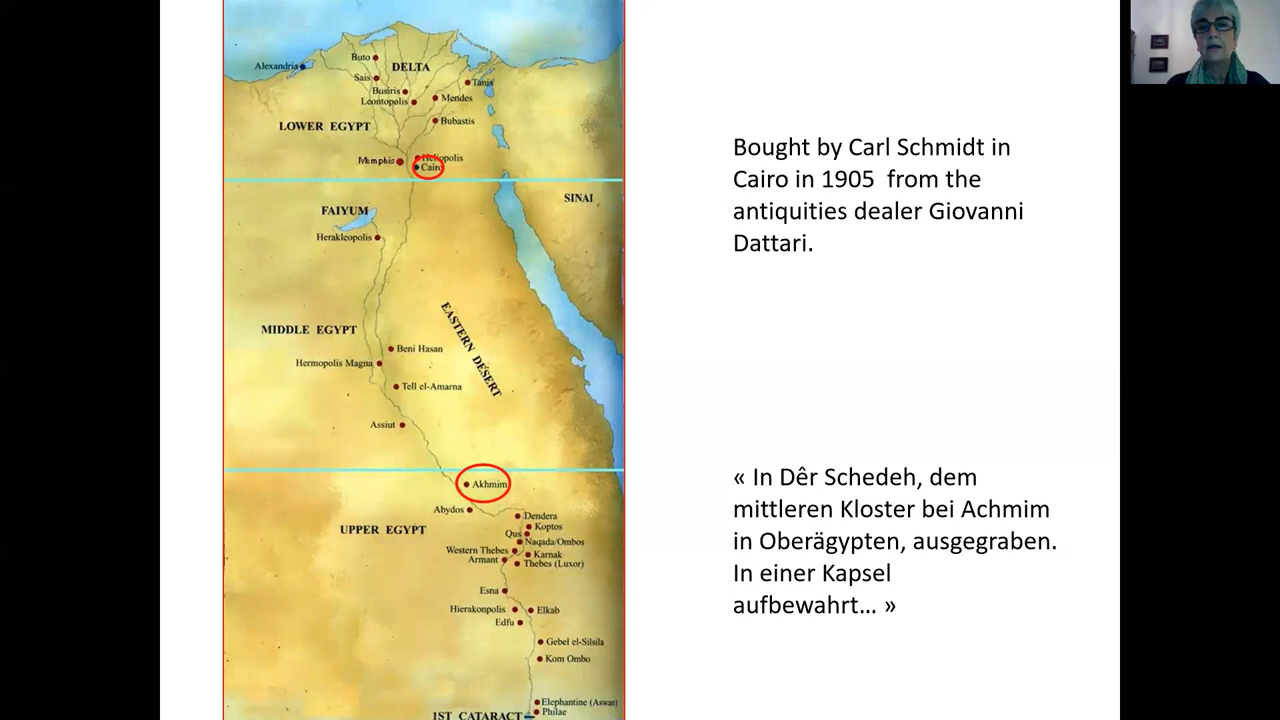 Buto
Alexandria
DELTA
Sais
Tanis
Busiris
Leontopolis
Mendes
Bubastis
LOWER EGYPT
Memphis
Heliopolis
Cairo
SINAI
FAIYUM
Herakleopolis
EASTERN DESERT
MIDDLE EGYPT
Beni Hasan
Hermopolis Magna
Tell el-Amarna
Assiut
Akhmim
Abydos
Dendera
UPPER EGYPT
Koptos
Qus
Naqada/Ombos
Western Thebes
Karnak
Armant
Thebes (Luxor)
Esna
Hierakonpolis
Elkab
Edfu
Gebel el-Silsila
Kom Ombo
Elephantine (Aswan)
Philae
1ST CATARACT
Bought by Carl Schmidt in
Cairo in 1905 from the
antiquities dealer Giovanni
Dattari.
« In Dêr Schedeh, dem
mittleren Kloster bei Achmim
in Oberägypten, ausgegraben.
In einer Kapsel
aufbewahrt… »